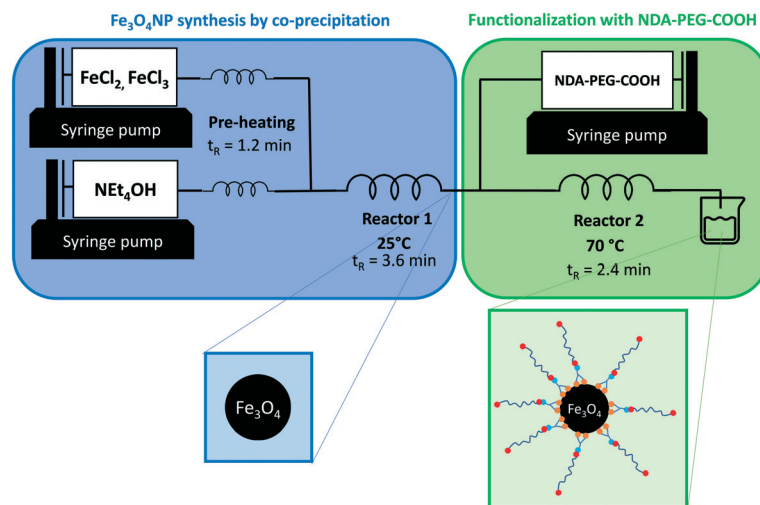 Fe₃O₄NP synthesis by co-precipitation
Functionalization with NDA-PEG-COOH
FeCl₂, FeCl₃
Syringe pump
Pre-heating
tR = 1.2 min
NEt₄OH
Syringe pump
Reactor 1
25°C
tR = 3.6 min
NDA-PEG-COOH
Syringe pump
Reactor 2
70 °C
tR = 2.4 min
Fe₃O₄
Fe₃O₄